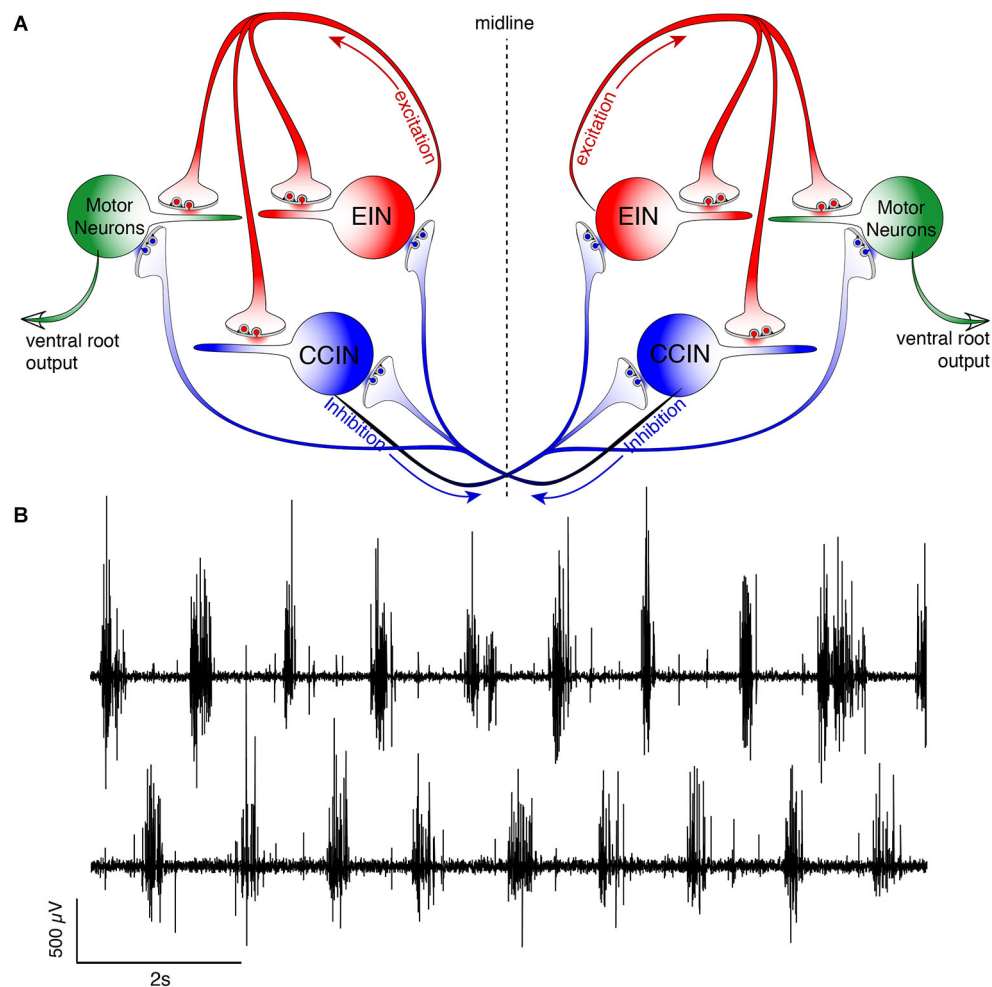 A
midline
excitation
excitation
Motor
Neurons
EIN
EIN
Motor
Neurons
ventral root
output
CCIN
CCIN
ventral root
output
Inhibition
Inhibition
B
500 µV
2s